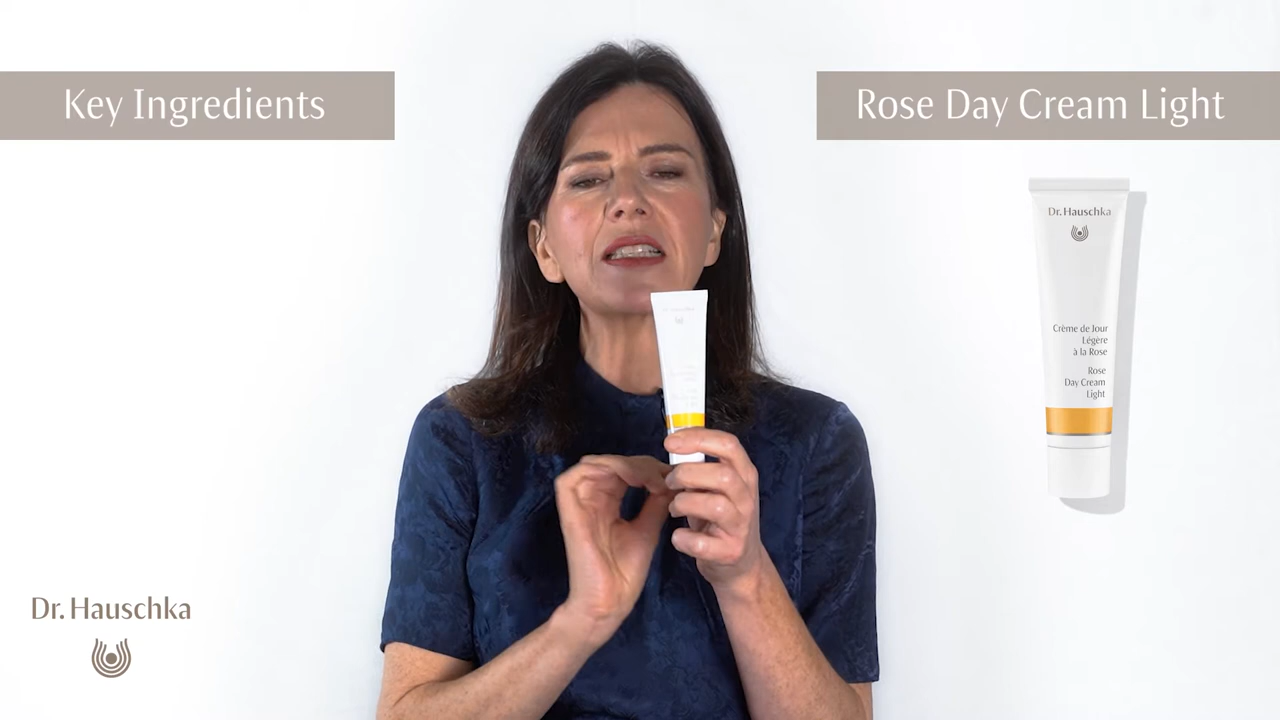 Key Ingredients
Rose Day Cream Light
Dr. Hauschka
Crème de Jour
Légère
à la Rose
Rose
Day Cream
Light
Dr. Hauschka